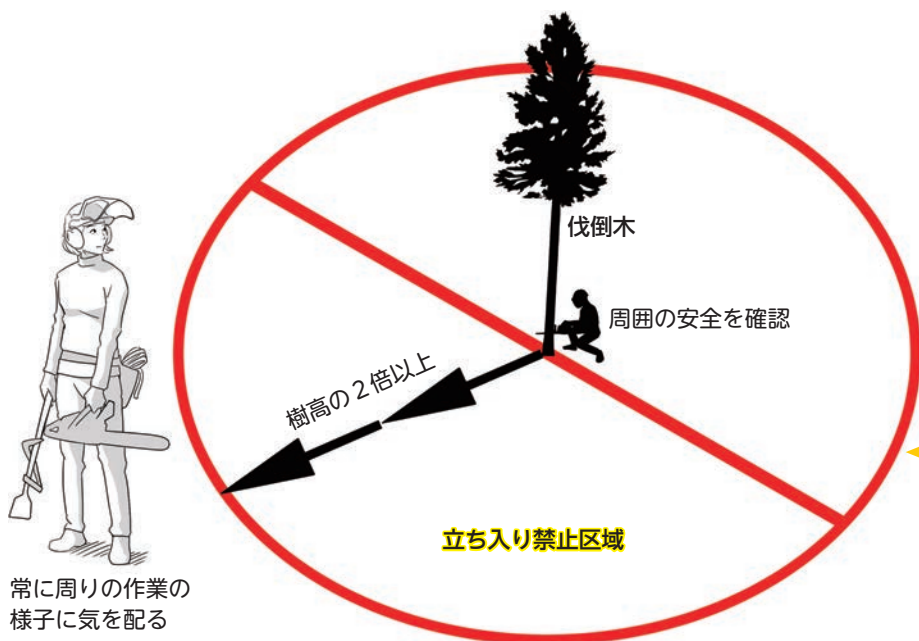 伐倒木
周囲の安全を確認
樹高の2倍以上
立ち入り禁止区域
常に周りの作業の
様子に気を配る